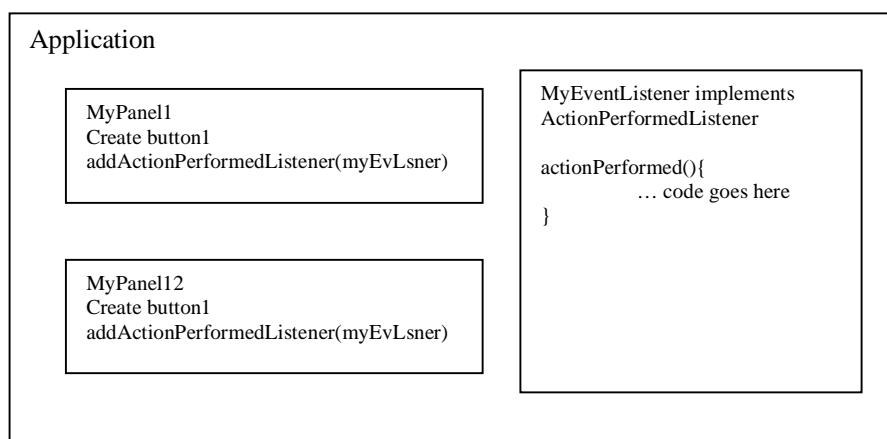 Application
MyPanel1
Create button1
addActionPerformedListener(myEvLsner)
MyPanel12
Create button1
addActionPerformedListener(myEvLsner)
MyEventListener implements
ActionPerformedListener
actionPerformed(){
… code goes here
}